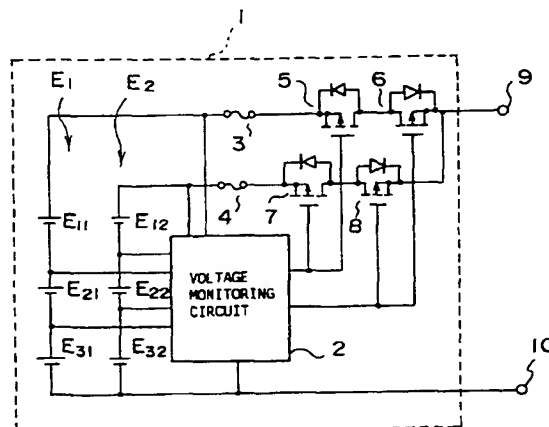 1
E1 E2 5 6 9
3
E11 E12 4 7 8
E21 E22 VOLTAGE
MONITORING
CIRCUIT
E31 E32 2 10